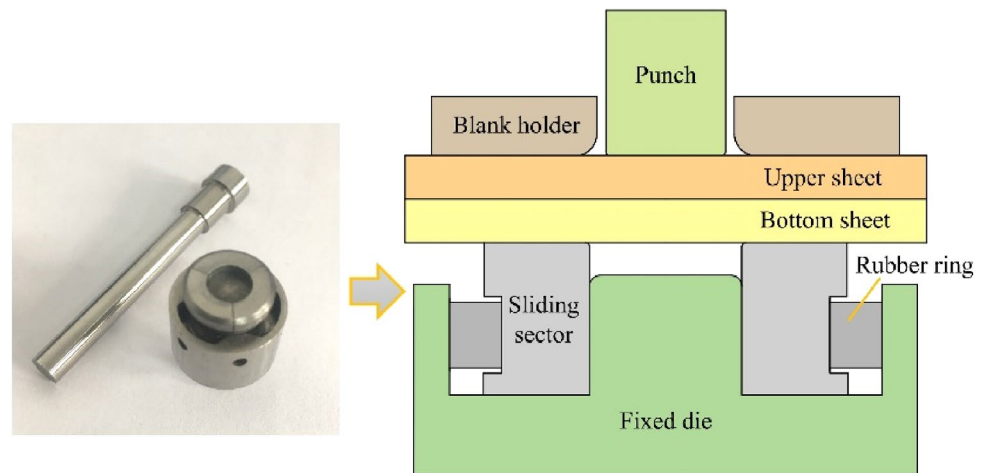 Punch
Blank holder
Upper sheet
Bottom sheet
Rubber ring
Sliding
sector
Fixed die